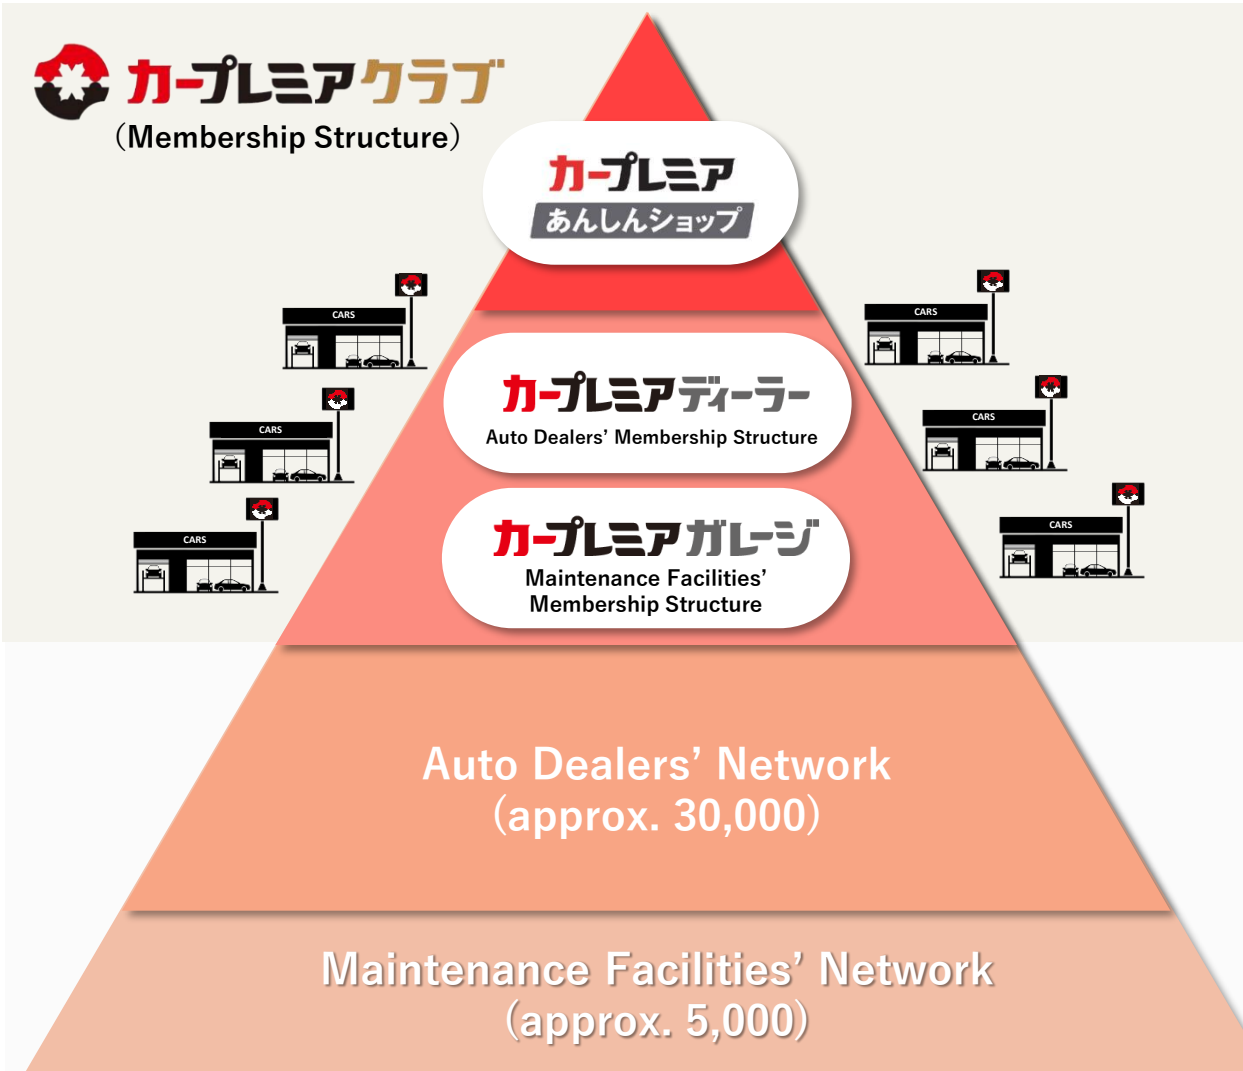 カープレミアクラブ
（Membership Structure）
カープレミア
あんしんショップ
CARS
CARS
カープレミアディーラー
Auto Dealers’ Membership Structure
CARS
CARS
カープレミアガレージ
Maintenance Facilities’
Membership Structure
CARS
CARS
Auto Dealers’ Network
（approx. 30,000）
Maintenance Facilities’ Network
（approx. 5,000）